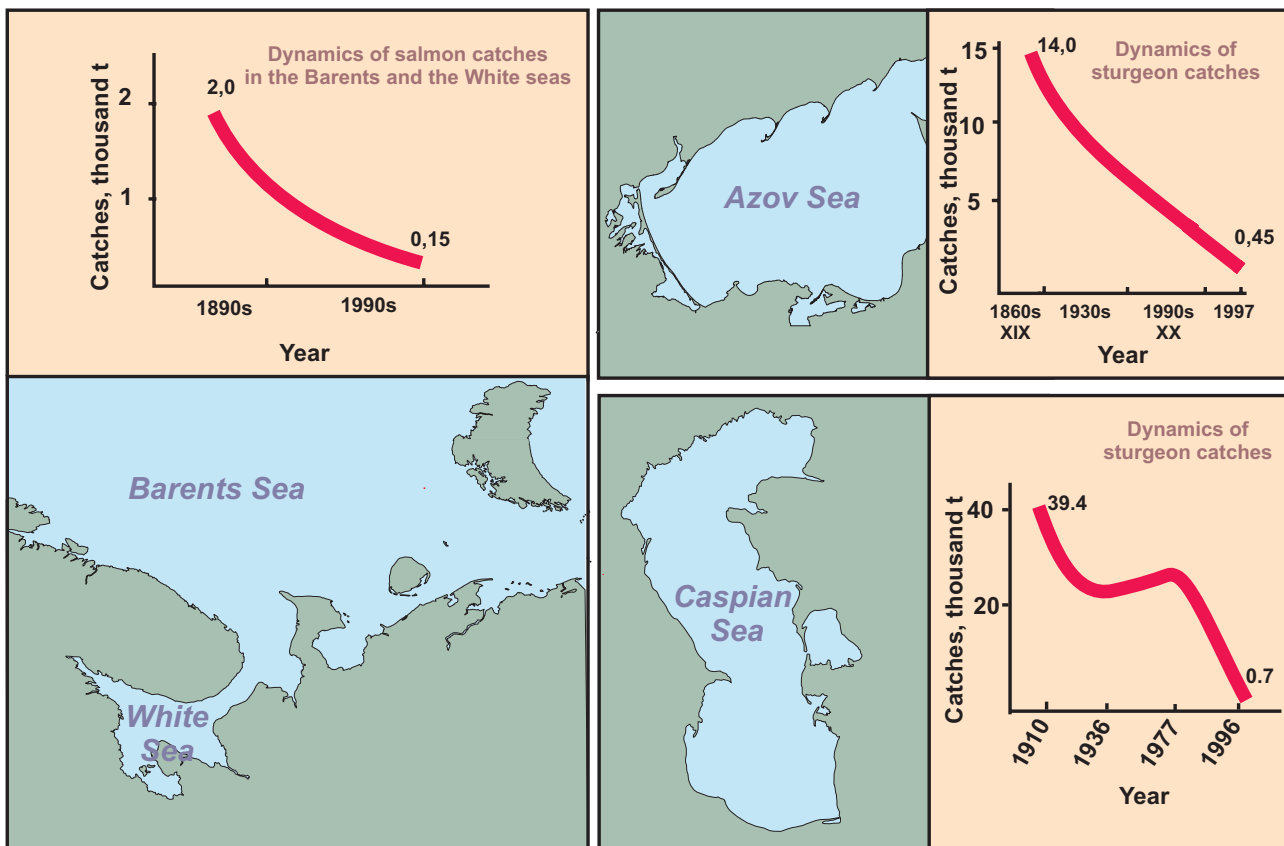 Dynamics of salmon catches
in the Barents and the White seas
Catches, thousand t
2
1
2,0
0,15
1890s
1990s
Year
Barents Sea
White
Sea
Azov Sea
Dynamics of
sturgeon catches
Catches, thousand t
15
10
5
14,0
0,45
1860s 1930s 1990s 1997
XIX XX
Year
Caspian
Sea
Dynamics of
sturgeon catches
Catches, thousand t
40
20
39.4
0.7
1910
1936
1977
1996
Year